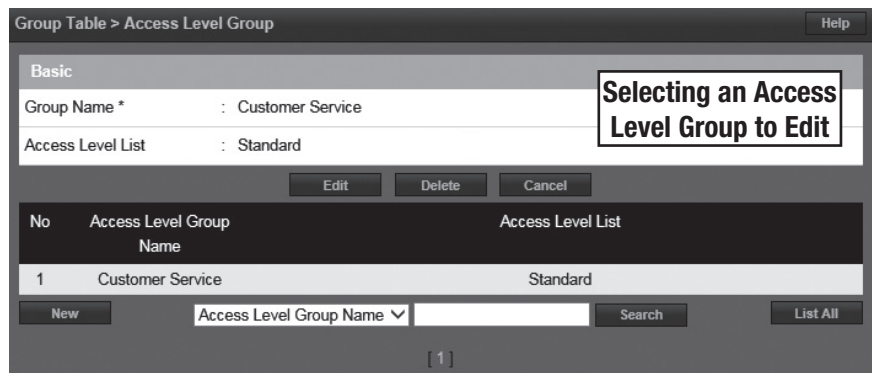 Group Table > Access Level Group
Help
Basic
Selecting an Access
Level Group to Edit
Group Name * : Customer Service
Access Level List : Standard
Edit Delete Cancel
No Access Level Group Name Access Level List
1 Customer Service Standard
New Access Level Group Name Search List All
[ 1 ]